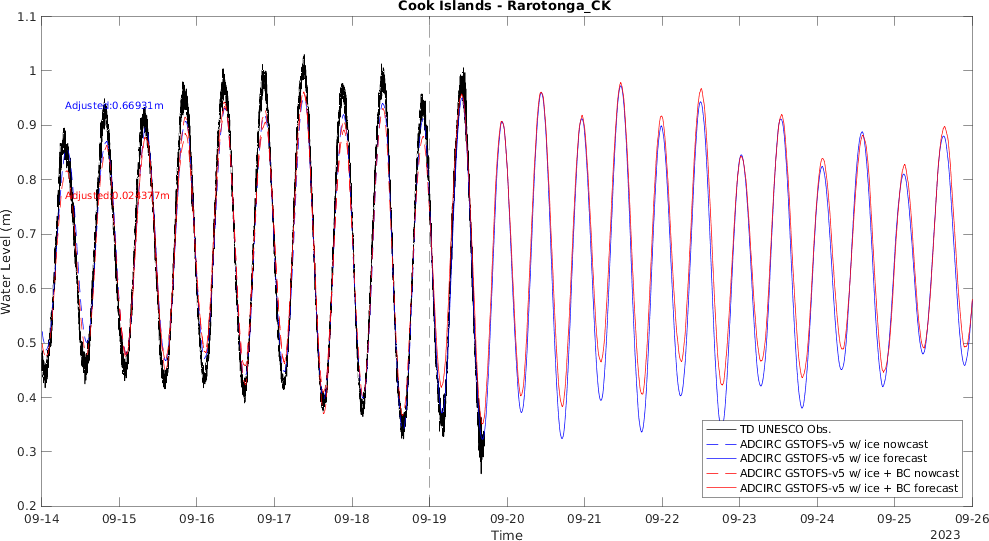 Cook Islands - Rarotonga_CK
1.1
1
0.9
0.8
0.7
0.6
0.5
0.4
0.3
0.2
Water Level (m)
Adjusted:0.66931m
TD UNESCO Obs.
ADCIRC GSTOFS-v5 w/ ice nowcast
ADCIRC GSTOFS-v5 w/ ice forecast
ADCIRC GSTOFS-v5 w/ ice + BC nowcast
ADCIRC GSTOFS-v5 w/ ice + BC forecast
09-14 09-15 09-16 09-17 09-18 09-19 09-20 09-21 09-22 09-23 09-24 09-25 09-26
Time
2023